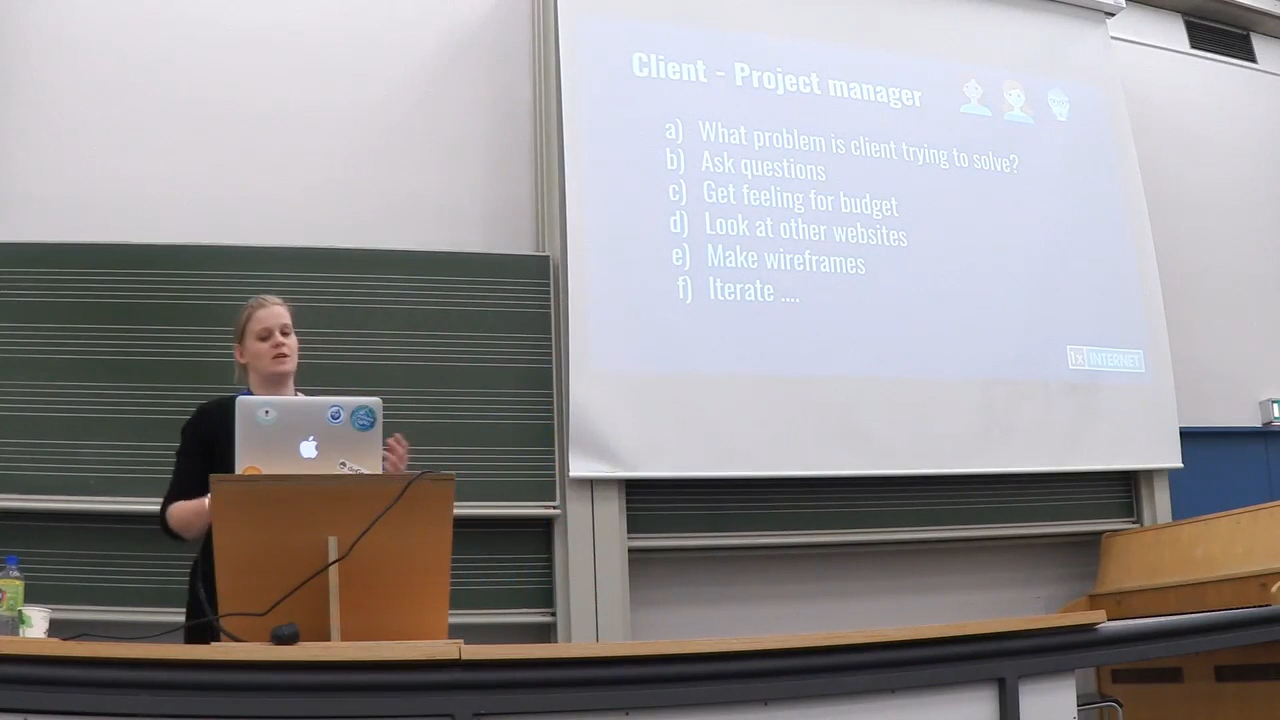 Client - Project manager
a) What problem is client trying to solve?
b) Ask questions
c) Get feeling for budget
d) Look at other websites
e) Make wireframes
f) Iterate ....
1x INTERNET